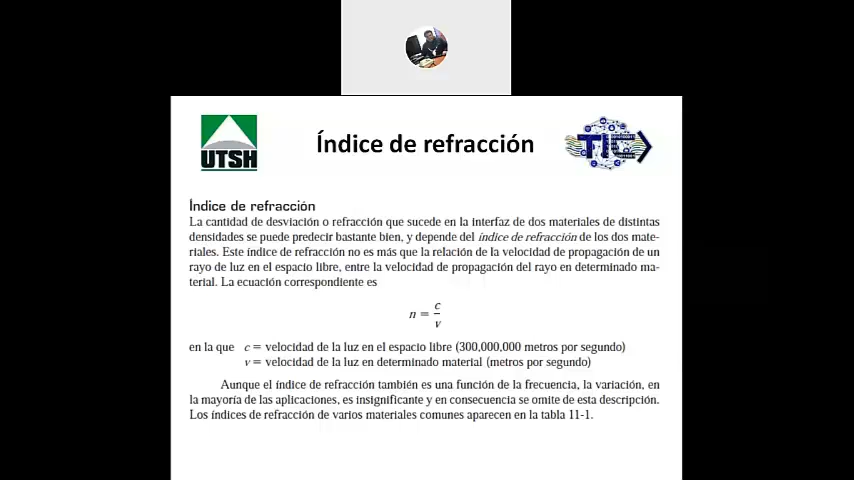 UTSH
Índice de refracción
TIC
Índice de refracción
La cantidad de desviación o refracción que sucede en la interfaz de dos materiales de distintas
densidades se puede predecir bastante bien, y depende del índice de refracción de los dos mate-
riales. Este índice de refracción no es más que la relación de la velocidad de propagación de un
rayo de luz en el espacio libre, entre la velocidad de propagación del rayo en determinado ma-
terial. La ecuación correspondiente es
n = c/v
en la que c = velocidad de la luz en el espacio libre (300,000,000 metros por segundo)
v = velocidad de la luz en determinado material (metros por segundo)
Aunque el índice de refracción también es una función de la frecuencia, la variación, en
la mayoría de las aplicaciones, es insignificante y en consecuencia se omite de esta descripción.
Los índices de refracción de varios materiales comunes aparecen en la tabla 11-1.